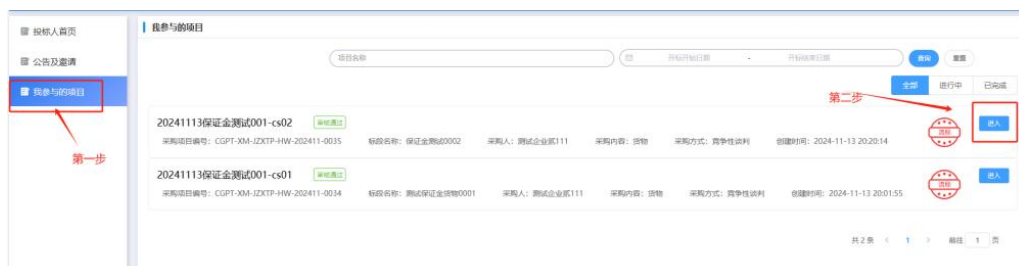 投标人首页
公告及邀请
我参与的项目
第一步
我参与的项目
项目名称 开标开始日期 - 开标结束日期 查询 重置
全部 进行中 已完成
第二步
20241113保证金测试001-cs02 审核通过
采购项目编号：CGPT-XM-JZXTP-HW-202411-0035 标段名称：保证金测试0002 采购人：测试企业贰111 采购内容：货物 采购方式：竞争性谈判 创建时间：2024-11-13 20:20:14
流标 进入
20241113保证金测试001-cs01 审核通过
采购项目编号：CGPT-XM-JZXTP-HW-202411-0034 标段名称：测试保证金货物0001 采购人：测试企业贰111 采购内容：货物 采购方式：竞争性谈判 创建时间：2024-11-13 20:01:55
流标 进入
共 2 条 < 1 > 前往 1 页